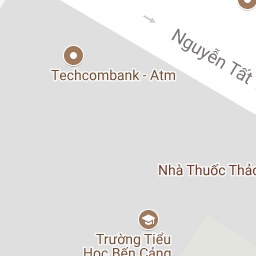 Nguyễn Tất
Techcombank - Atm
Nhà Thuốc Thảo
Trường Tiểu
Học Bến Cảng